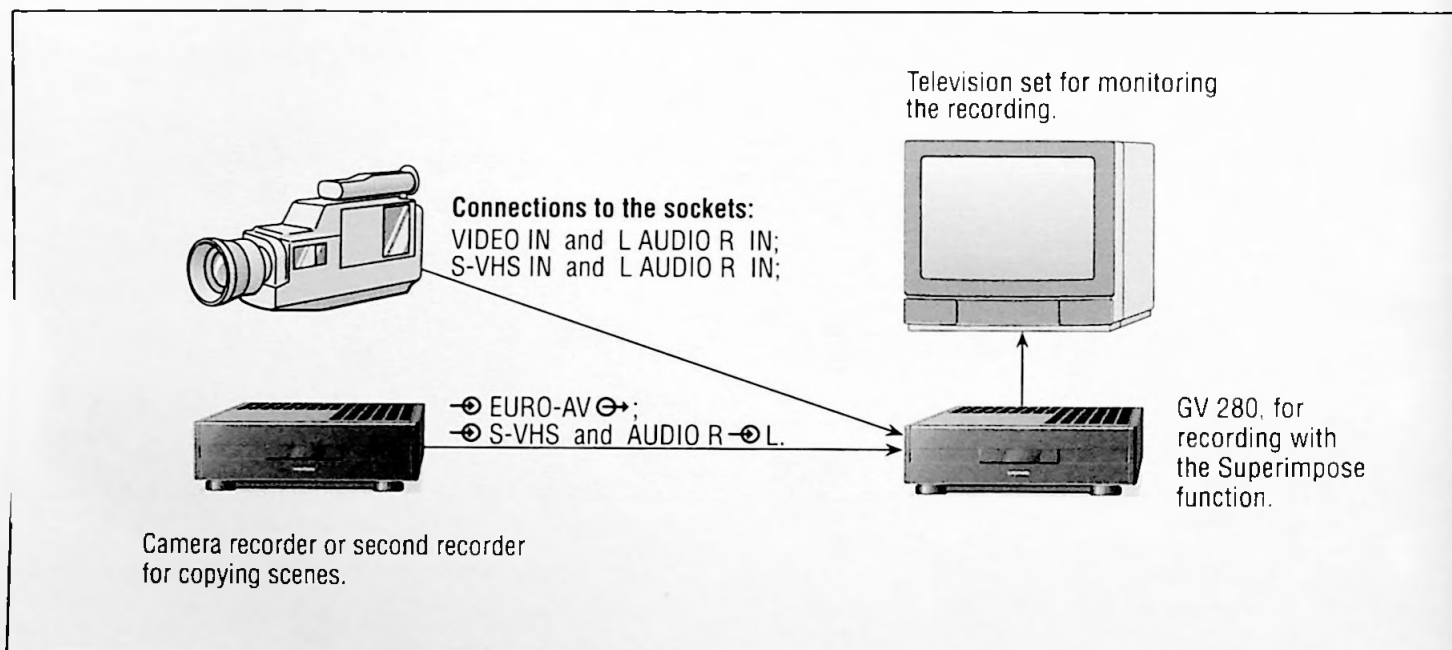 Television set for monitoring
the recording.
Connections to the sockets:
VIDEO IN and L AUDIO R IN;
S-VHS IN and L AUDIO R IN;
EURO-AV ;
S-VHS and AUDIO R L.
GV 280, for
recording with
the Superimpose
function.
Camera recorder or second recorder
for copying scenes.